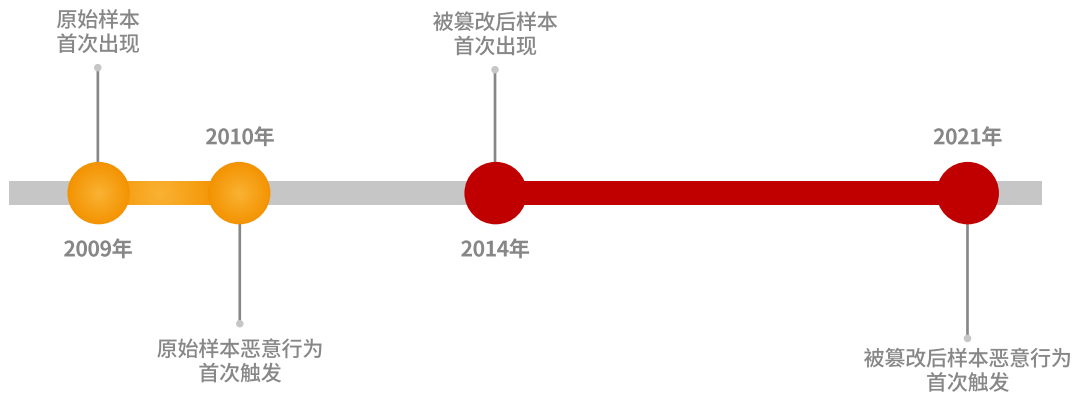 原始样本
首次出现
被篡改后样本
首次出现
2010年
2021年
2009年
2014年
原始样本恶意行为
首次触发
被篡改后样本恶意行为
首次触发